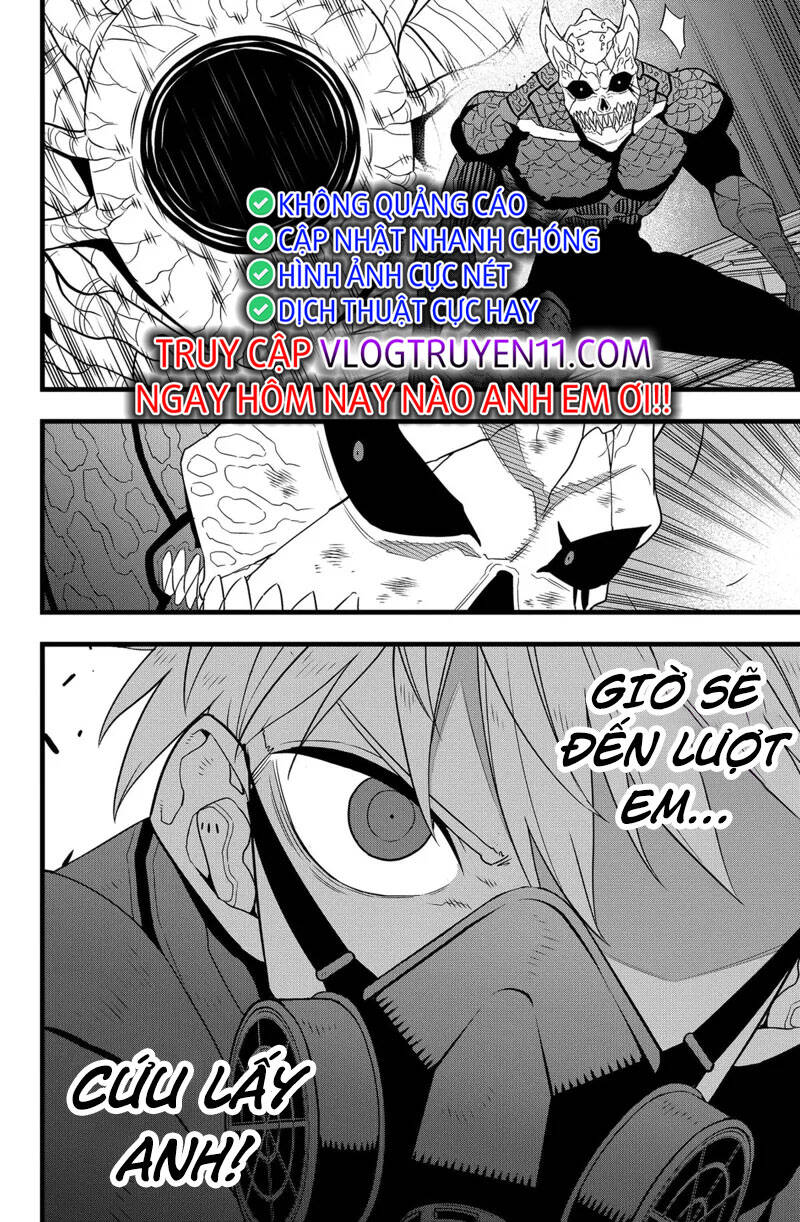 KHÔNG QUẢNG CÁO
CẬP NHẬT NHANH CHÓNG
HÌNH ẢNH CỰC NÉT
DỊCH THUẬT CỰC HAY
TRUY CẬP VLOGTRUYEN11.COM
NGAY HÔM NAY NÀO ANH EM ƠI!!
GIỜ SẼ
ĐẾN LƯỢT
EM...
CỨU LẤY
ANH!